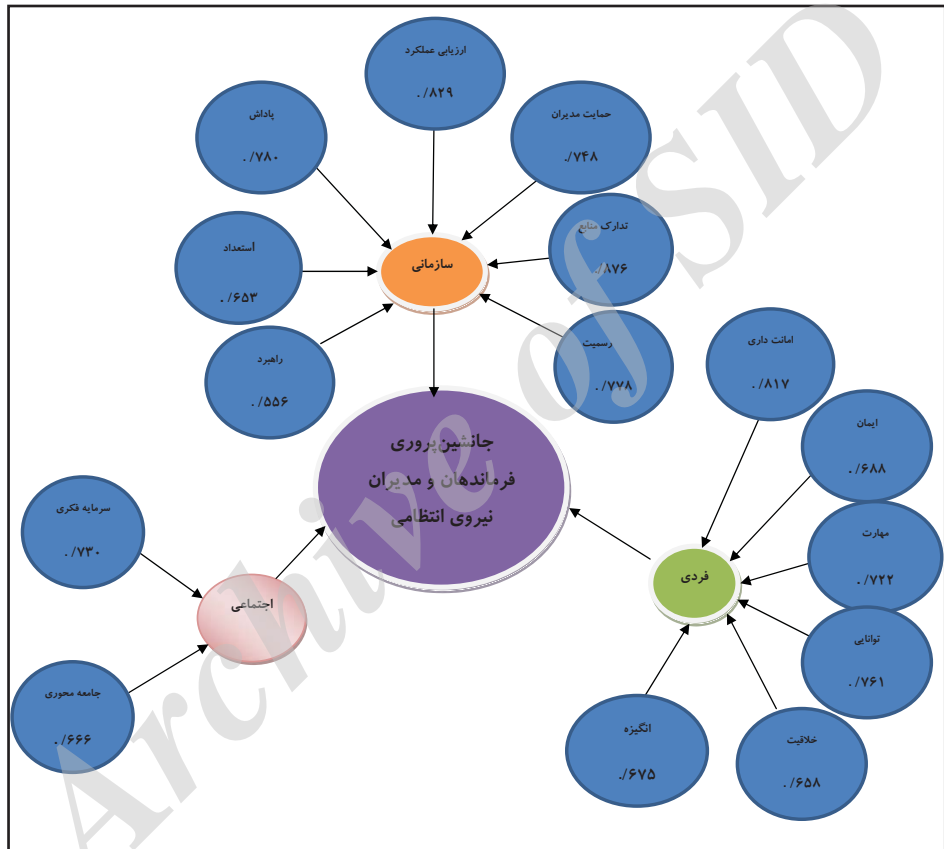 ارزیابی عملکرد
۰/۸۲۹
حمایت مدیران
۰/۷۴۸
پاداش
۰/۷۸۰
تدارک منابع
۰/۸۷۶
استعداد
۰/۶۵۳
سازمانی
رسمیت
۰/۷۷۸
راهبرد
۰/۵۵۶
امانت داری
۰/۸۱۷
ایمان
۰/۶۸۸
جانشین‌پروری
فرماندهان و مدیران
نیروی انتظامی
سرمایه فکری
۰/۷۳۰
مهارت
۰/۷۲۲
فردی
اجتماعی
توانایی
۰/۷۶۱
جامعه محوری
۰/۶۶۶
انگیزه
۰/۶۷۵
خلاقیت
۰/۶۵۸
Archive of SID